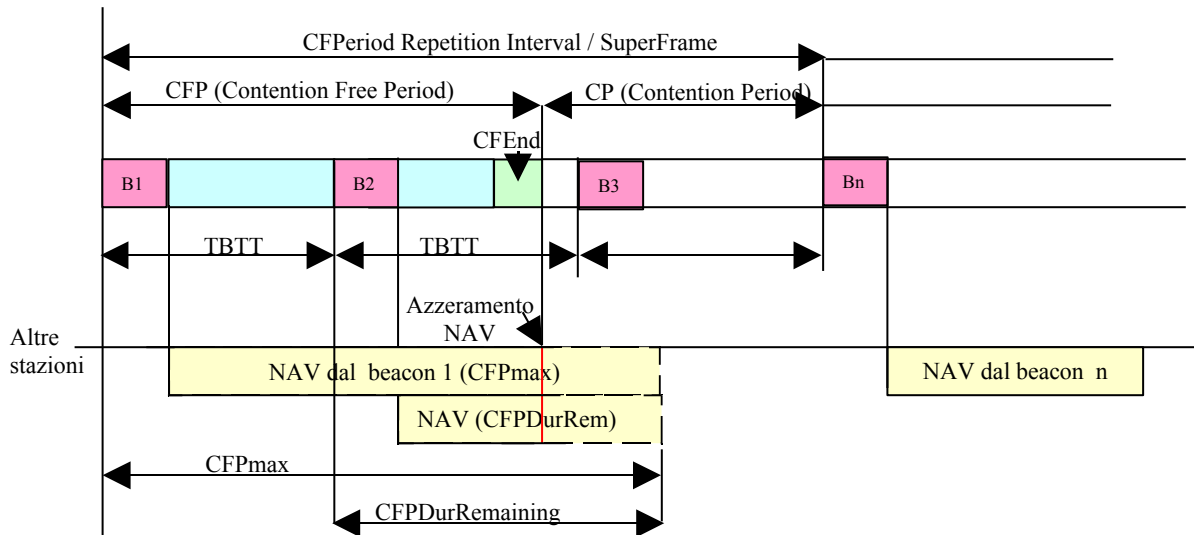 CFPeriod Repetition Interval / SuperFrame
CFP (Contention Free Period)
CP (Contention Period)
CFEnd
B1
B2
B3
Bn
TBTT
TBTT
Azzeramento
NAV
Altre
stazioni
NAV dal beacon 1 (CFPmax)
NAV dal beacon n
NAV (CFPDurRem)
CFPmax
CFPDurRemaining